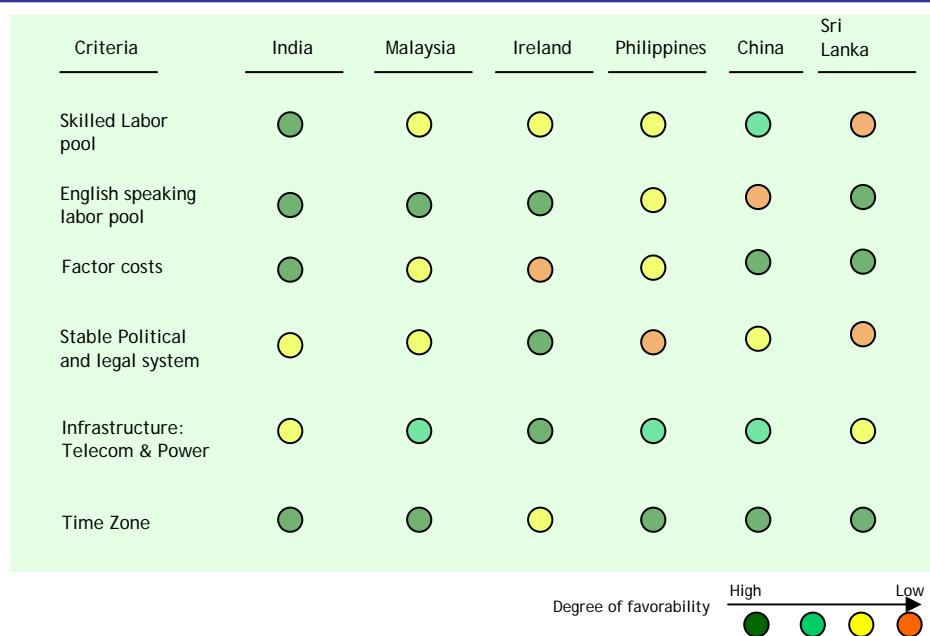 Criteria India Malaysia Ireland Philippines China Sri
Lanka
Skilled Labor
pool
English speaking
labor pool
Factor costs
Stable Political
and legal system
Infrastructure:
Telecom & Power
Time Zone
High Low
Degree of favorability